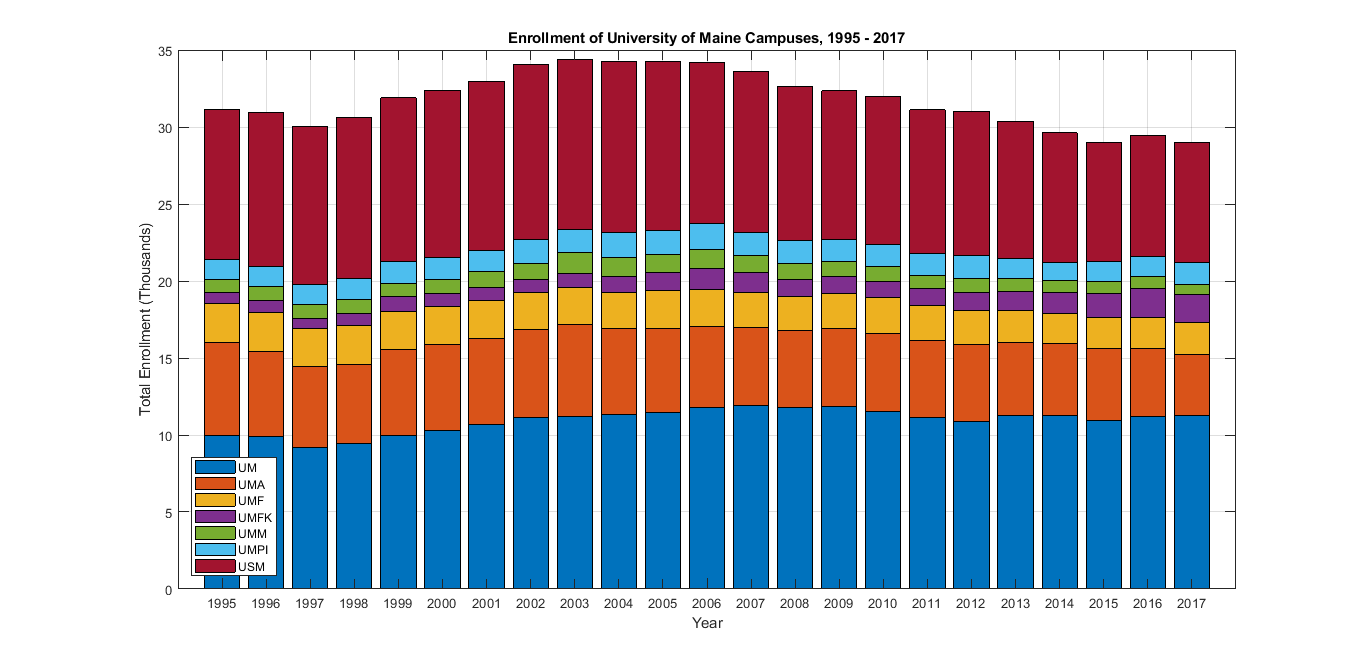 Enrollment of University of Maine Campuses, 1995 - 2017
Total Enrollment (Thousands)
35
30
25
20
15
10
5
0
UM
UMA
UMF
UMFK
UMM
UMPI
USM
1995 1996 1997 1998 1999 2000 2001 2002 2003 2004 2005 2006 2007 2008 2009 2010 2011 2012 2013 2014 2015 2016 2017
Year